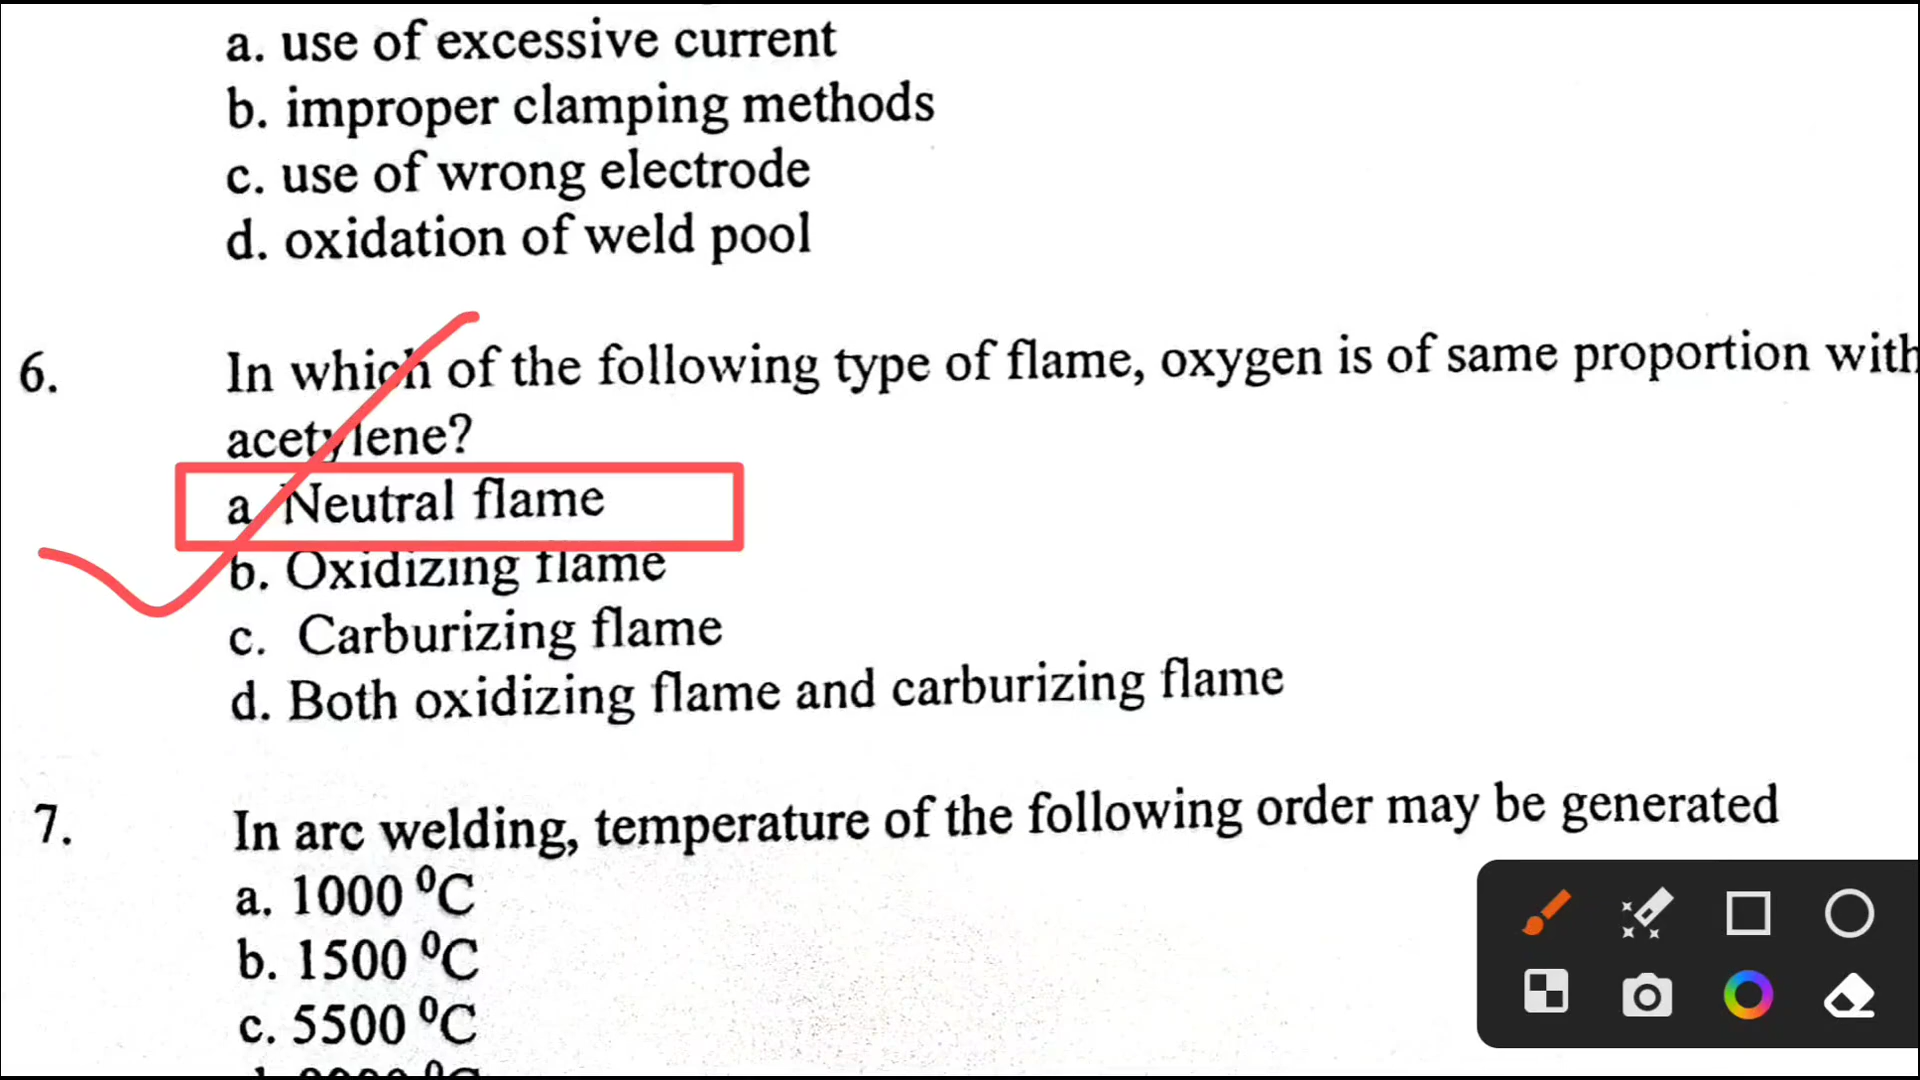 a. use of excessive current
b. improper clamping methods
c. use of wrong electrode
d. oxidation of weld pool
6. In which of the following type of flame, oxygen is of same proportion with
acetylene?
a. Neutral flame
b. Oxidizing flame
c. Carburizing flame
d. Both oxidizing flame and carburizing flame
7. In arc welding, temperature of the following order may be generated
a. 1000 ⁰C
b. 1500 ⁰C
c. 5500 ⁰C